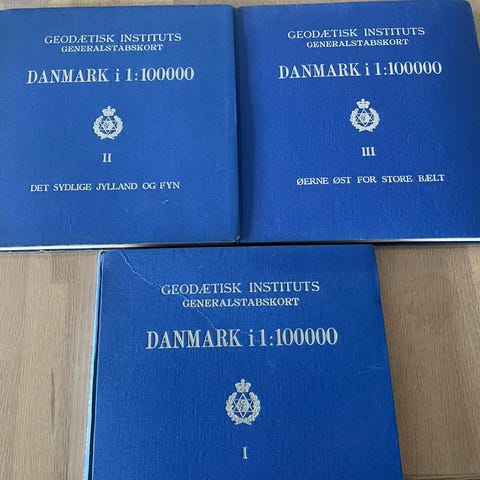 GEODÆTISK INSTITUTS
GENERALSTABSKORT
DANMARK i 1:100000
II
DET SYDLIGE JYLLAND OG FYN
GEODÆTISK INSTITUTS
GENERALSTABSKORT
DANMARK i 1:100000
III
ØERNE ØST FOR STORE BÆLT
GEODÆTISK INSTITUTS
GENERALSTABSKORT
DANMARK i 1:100000
I